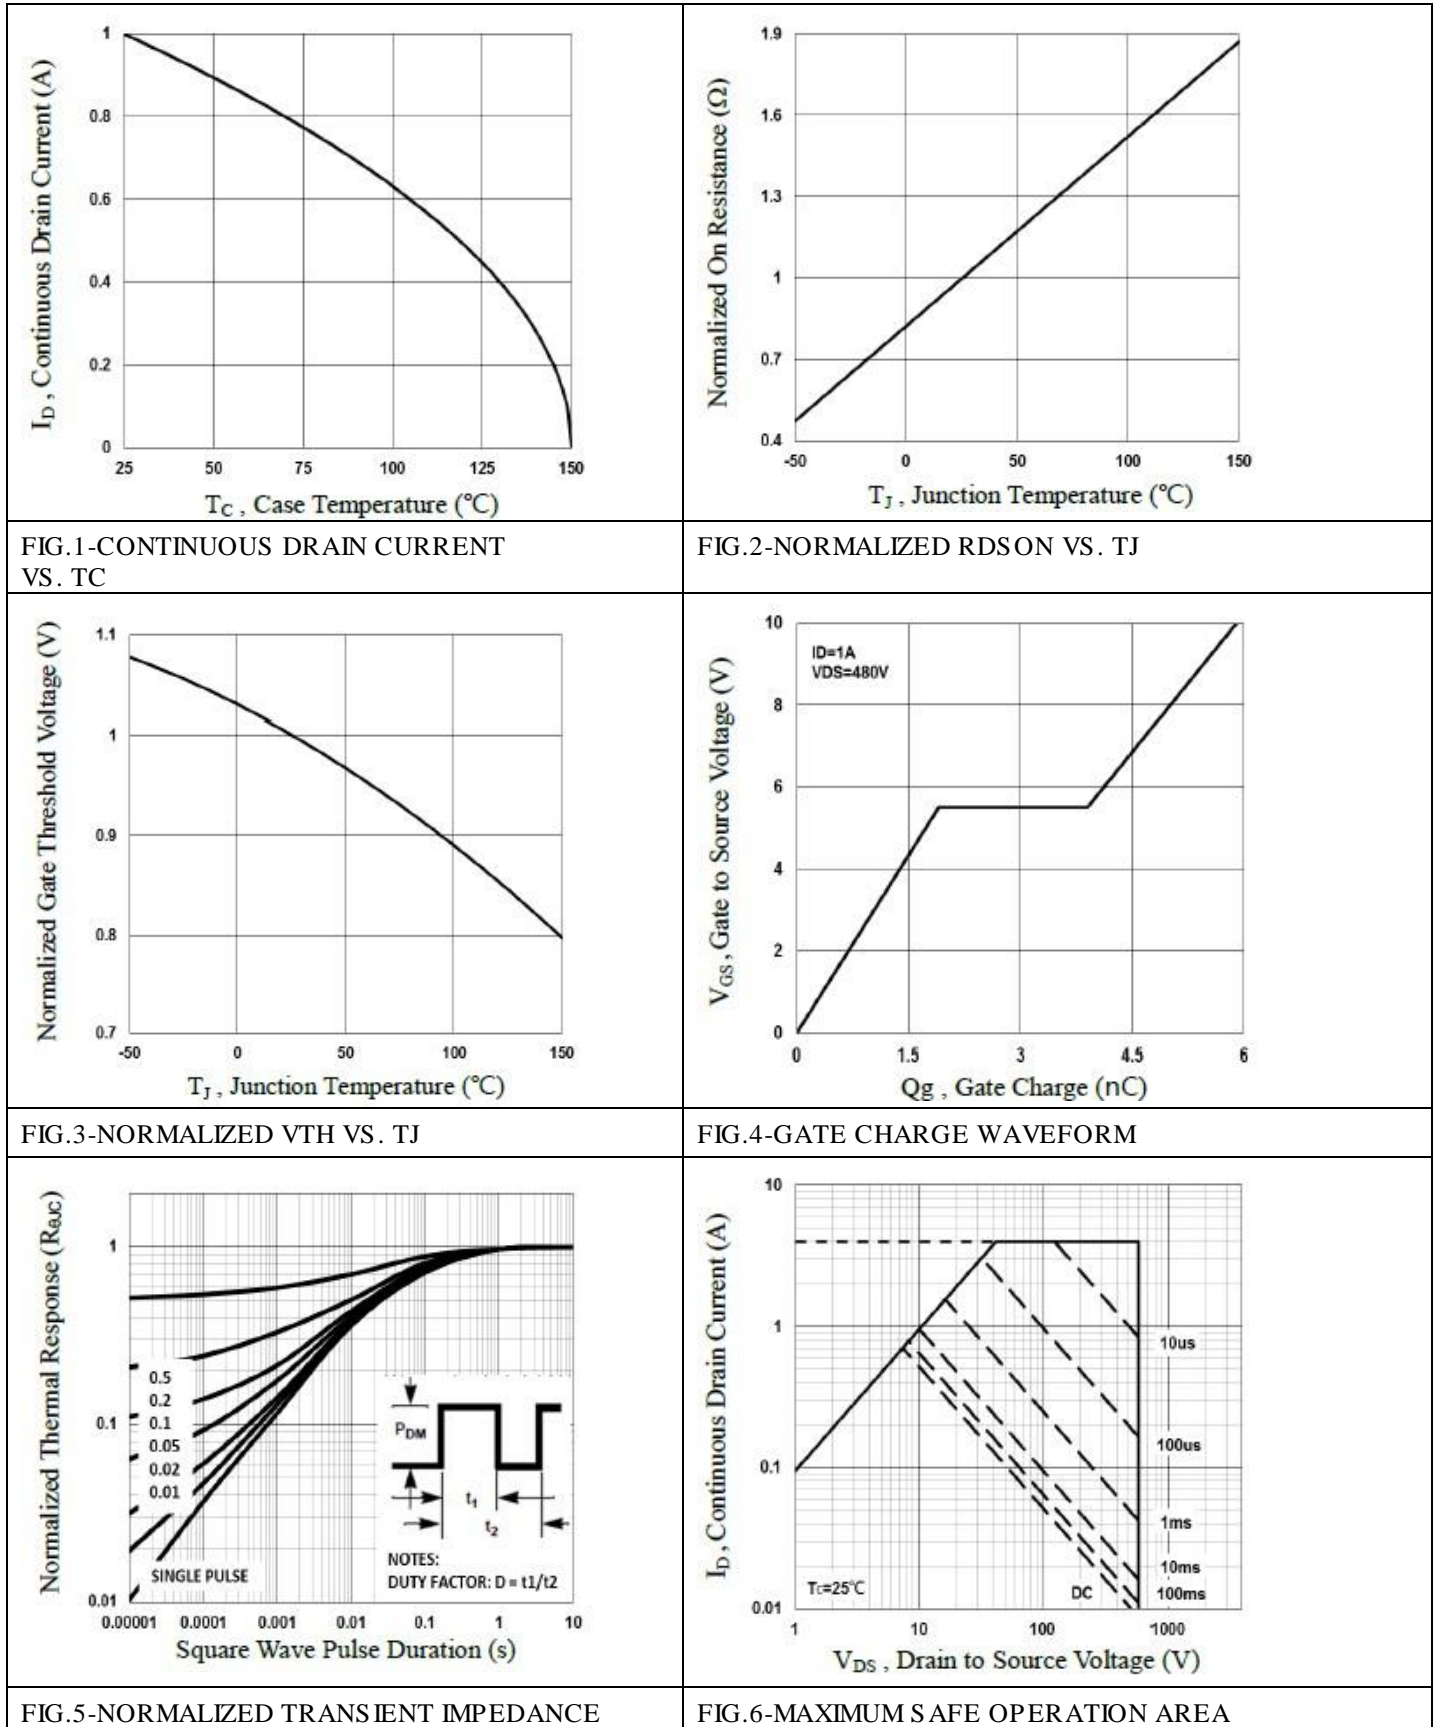 1
0.8
0.6
0.4
0.2
0
25 50 75 100 125 150
I_D , Continuous Drain Current (A)
T_C , Case Temperature (°C)
FIG.1-CONTINUOUS DRAIN CURRENT
VS. TC
1.9
1.6
1.3
1
0.7
0.4
-50 0 50 100 150
Normalized On Resistance (Ω)
T_J , Junction Temperature (°C)
FIG.2-NORMALIZED RDSON VS. TJ
1.1
1
0.9
0.8
0.7
-50 0 50 100 150
Normalized Gate Threshold Voltage (V)
T_J , Junction Temperature (°C)
FIG.3-NORMALIZED VTH VS. TJ
10
8
6
4
2
0
0 1.5 3 4.5 6
ID=1A
VDS=480V
V_GS , Gate to Source Voltage (V)
Qg , Gate Charge (nC)
FIG.4-GATE CHARGE WAVEFORM
1
0.1
0.01
0.00001 0.0001 0.001 0.01 0.1 1 10
0.5
0.2
0.1
0.05
0.02
0.01
SINGLE PULSE
P_DM
t_1
t_2
NOTES:
DUTY FACTOR: D = t1/t2
Normalized Thermal Response (R_θJC)
Square Wave Pulse Duration (s)
FIG.5-NORMALIZED TRANSIENT IMPEDANCE
10
1
0.1
0.01
1 10 100 1000
10us
100us
1ms
10ms
100ms
DC
Tc=25°C
I_D , Continuous Drain Current (A)
V_DS , Drain to Source Voltage (V)
FIG.6-MAXIMUM SAFE OPERATION AREA